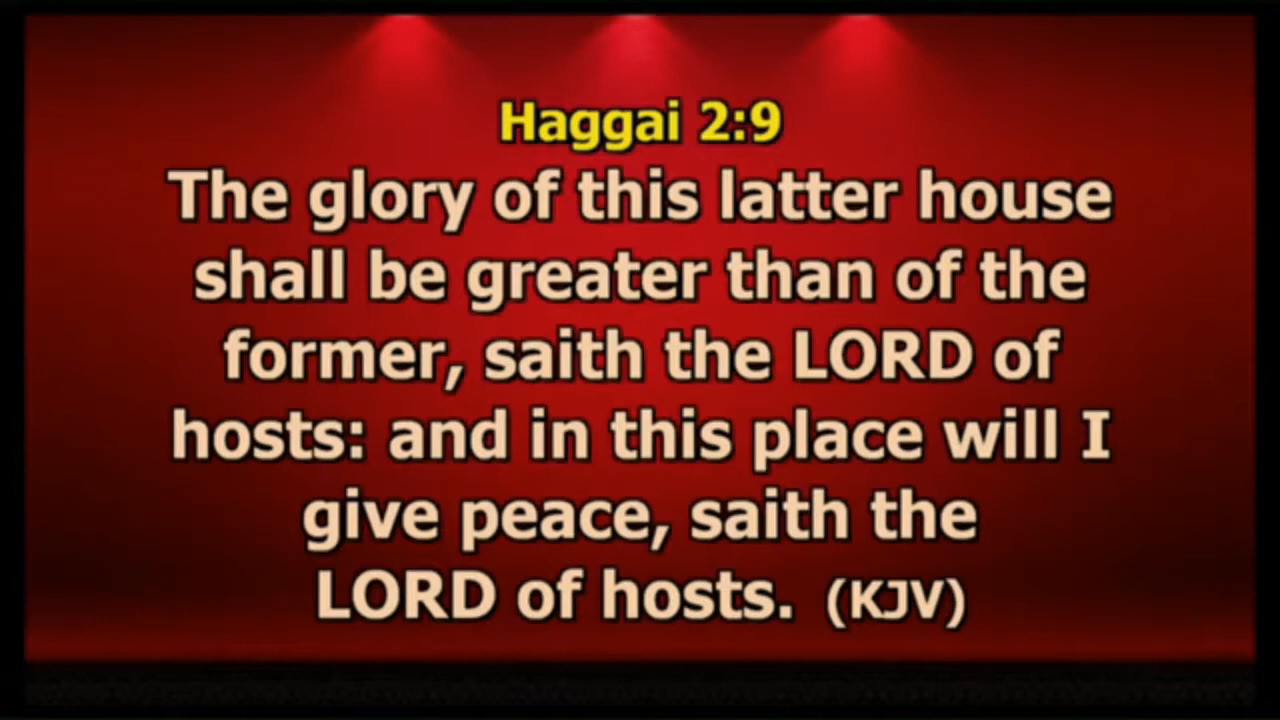 Haggai 2:9
The glory of this latter house
shall be greater than of the
former, saith the LORD of
hosts: and in this place will I
give peace, saith the
LORD of hosts. (KJV)